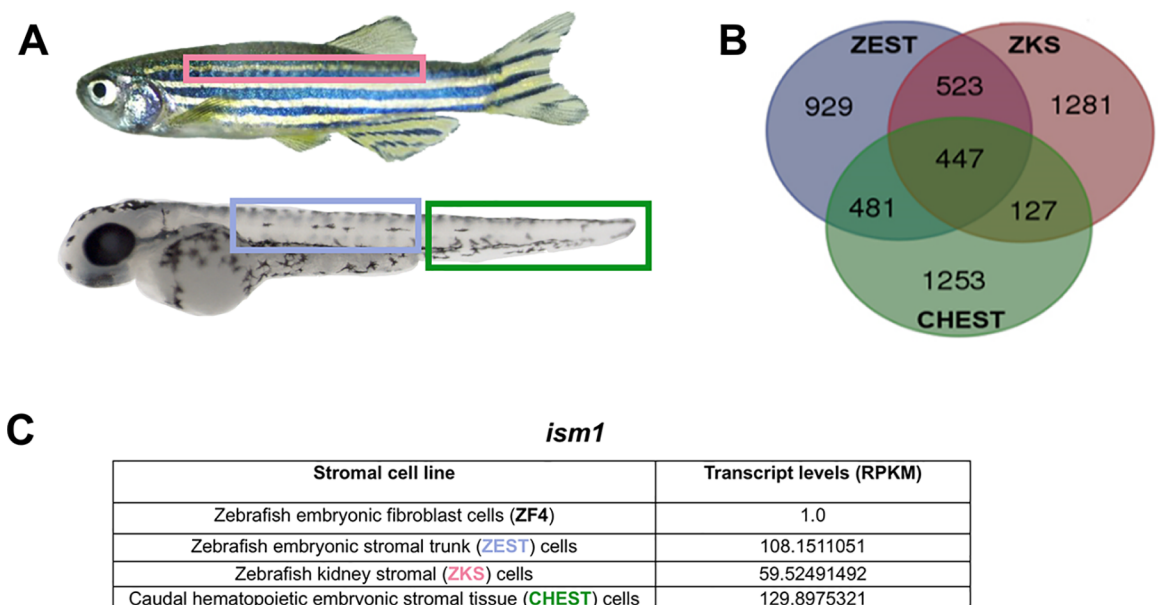 A
B
ZEST
ZKS
523
929
1281
447
481
127
1253
CHEST
C
ism1
Stromal cell line
Transcript levels (RPKM)
Zebrafish embryonic fibroblast cells (ZF4)
1.0
Zebrafish embryonic stromal trunk (ZEST) cells
108.1511051
Zebrafish kidney stromal (ZKS) cells
59.52491492
Caudal hematopoietic embryonic stromal tissue (CHEST) cells
129.8975321